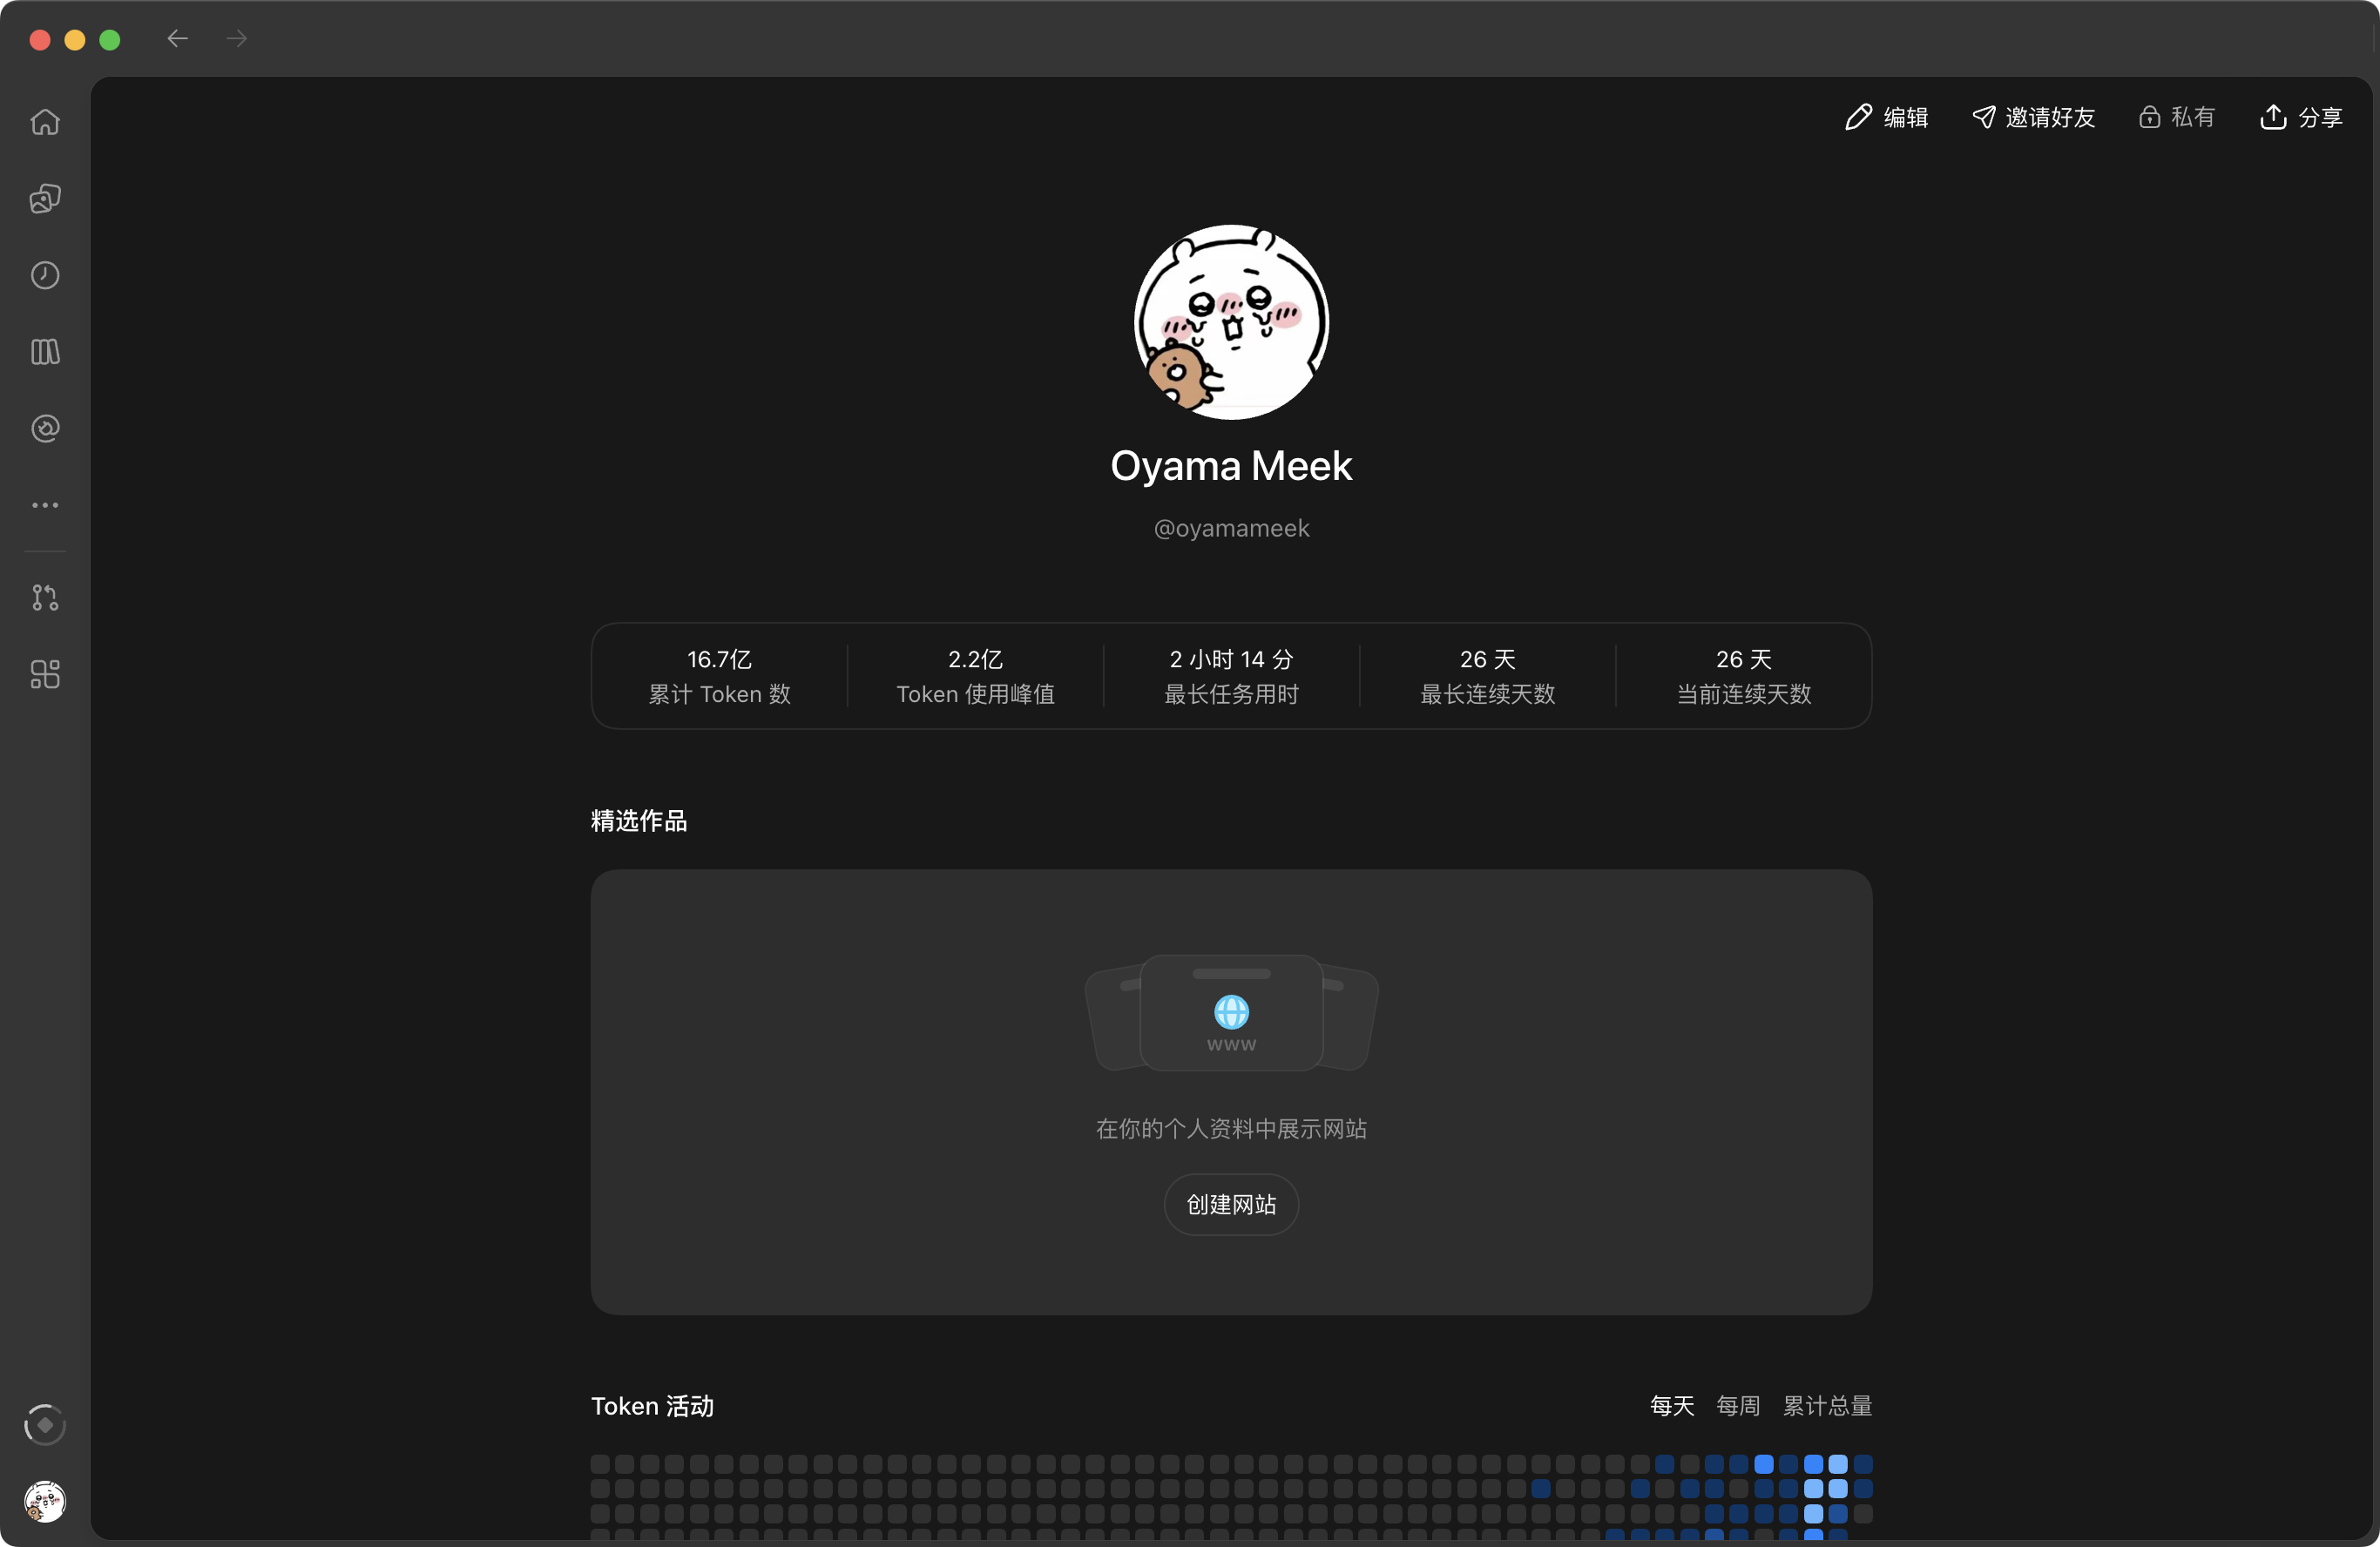 编辑
邀请好友
私有
分享
Oyama Meek
@oyamameek
16.7亿
累计 Token 数
2.2亿
Token 使用峰值
2 小时 14 分
最长任务用时
26 天
最长连续天数
26 天
当前连续天数
精选作品
www
在你的个人资料中展示网站
创建网站
Token 活动
每天 每周 累计总量